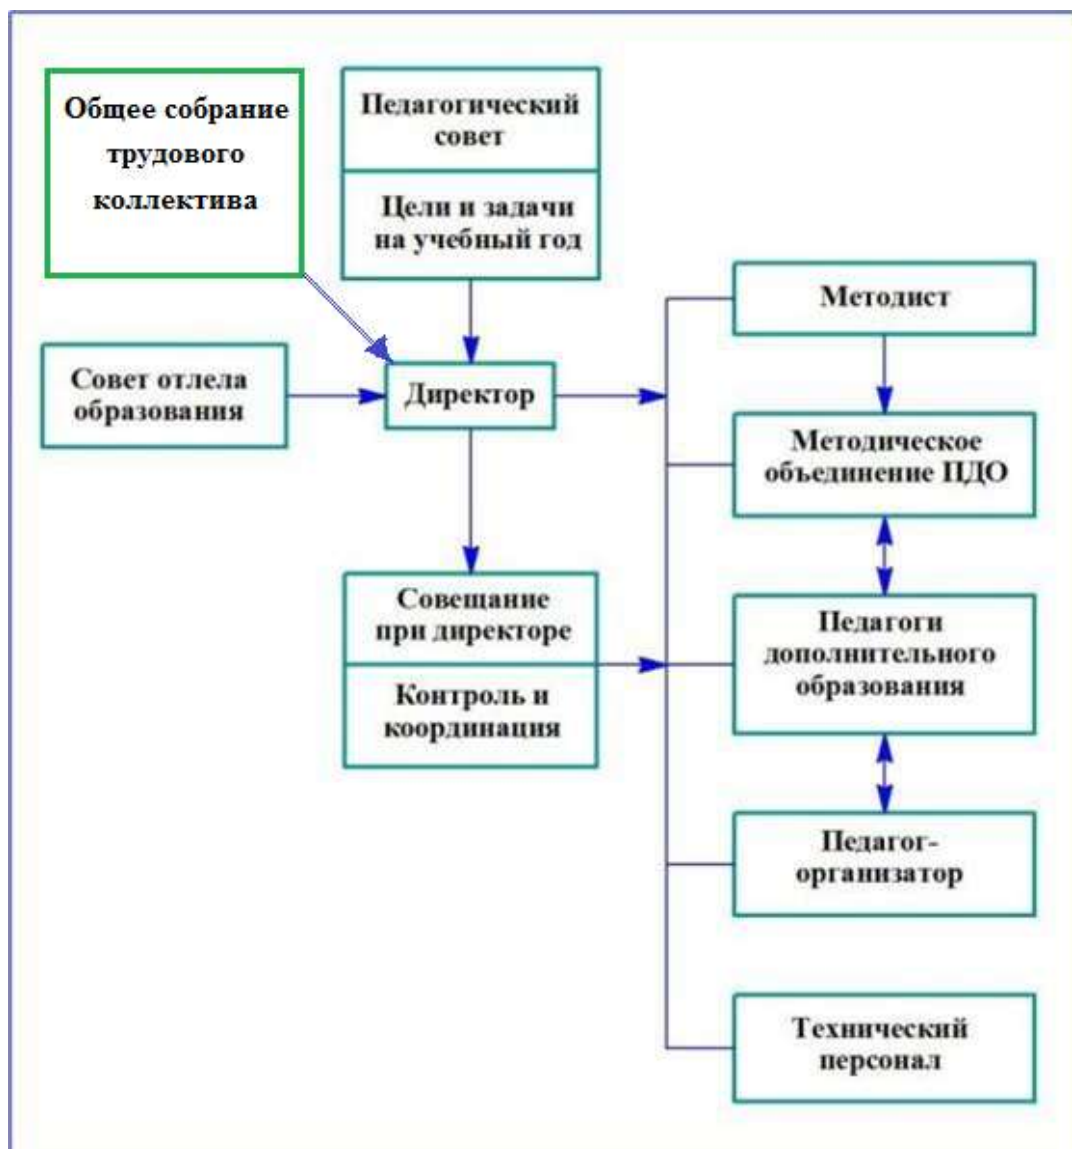 Общее собрание
трудового
коллектива
Педагогический
совет
Цели и задачи
на учебный год
Совет отлела
образования
Директор
Совещание
при директоре
Контроль и
координация
Методист
Методическое
объединение ПДО
Педагоги
дополнительного
образования
Педагог-
организатор
Технический
персонал